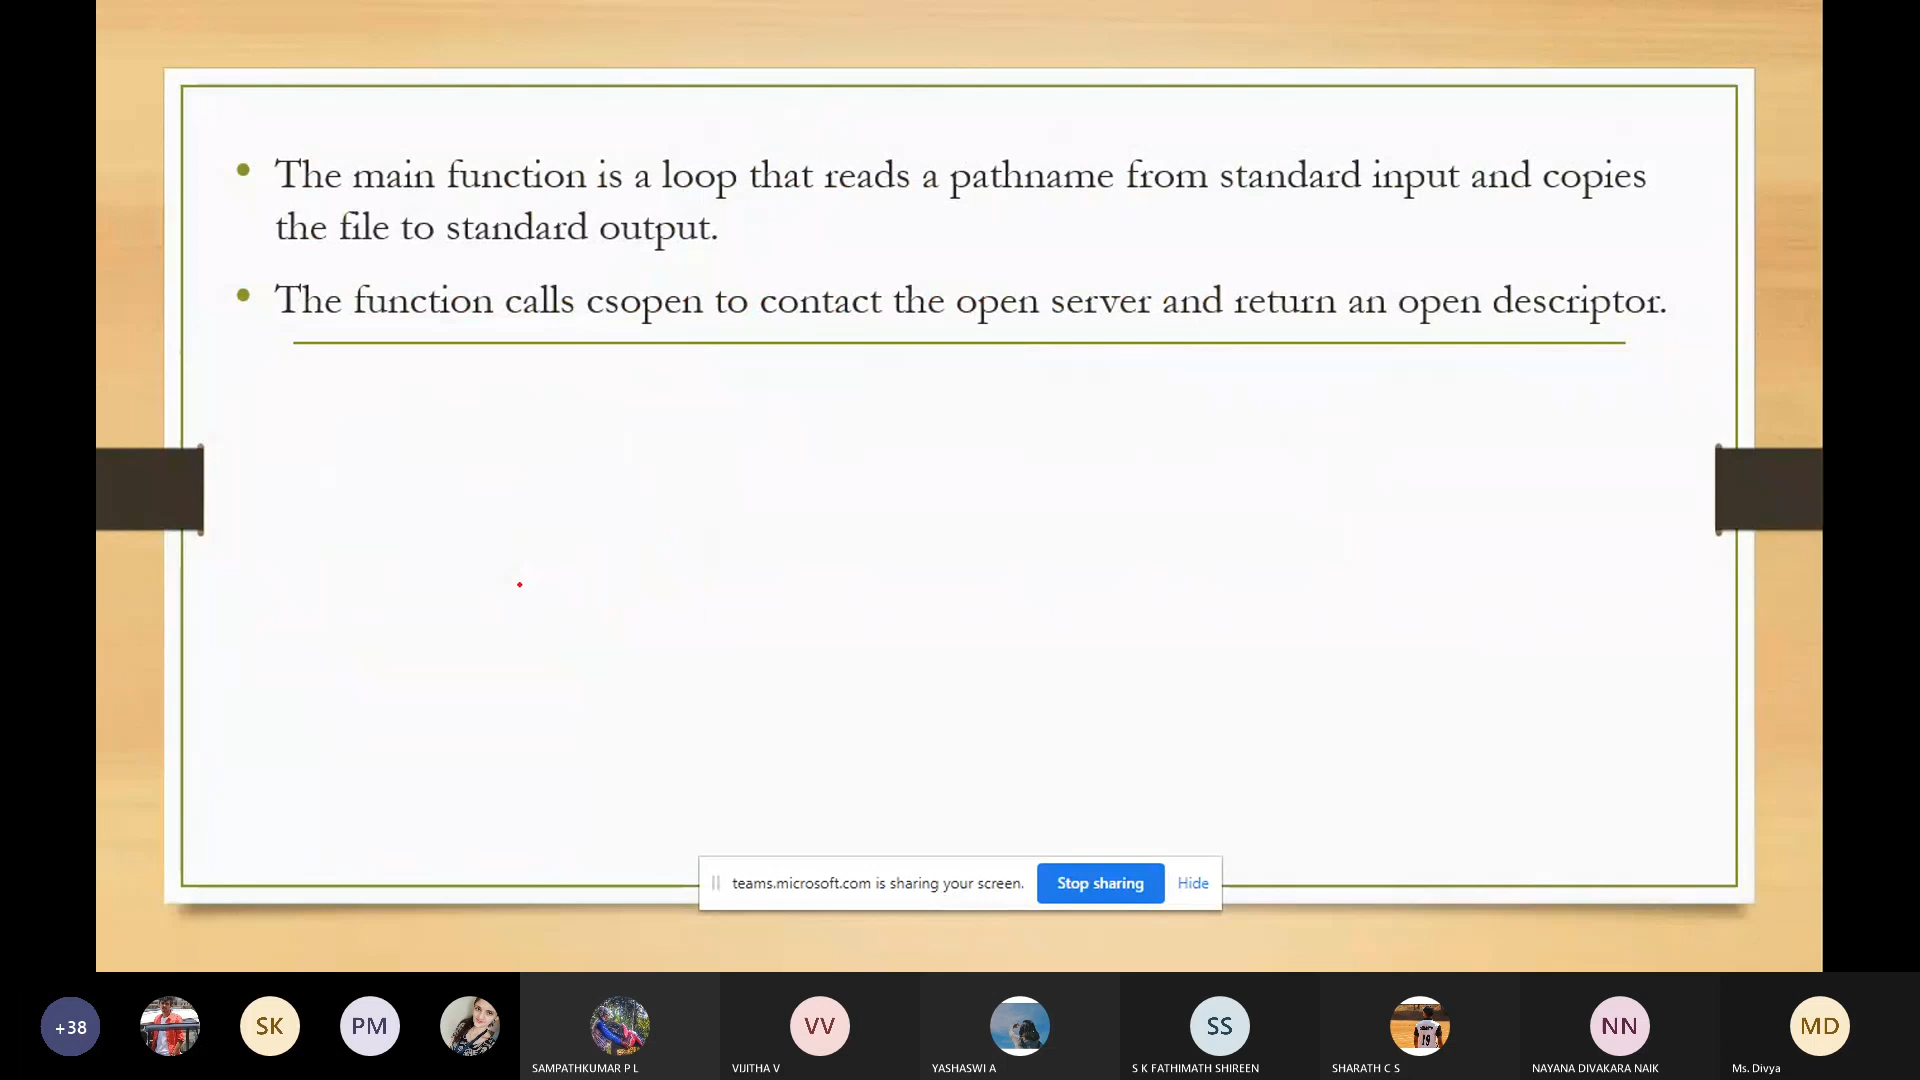 • The main function is a loop that reads a pathname from standard input and copies
the file to standard output.
• The function calls csopen to contact the open server and return an open descriptor.
teams.microsoft.com is sharing your screen. Stop sharing Hide
+38 SK PM VV SS 19 NN MD
SAMPATHKUMAR P L VIJITHA V YASHASWI A S K FATHIMATH SHIREEN SHARATH C S NAYANA DIVAKARA NAIK Ms. Divya